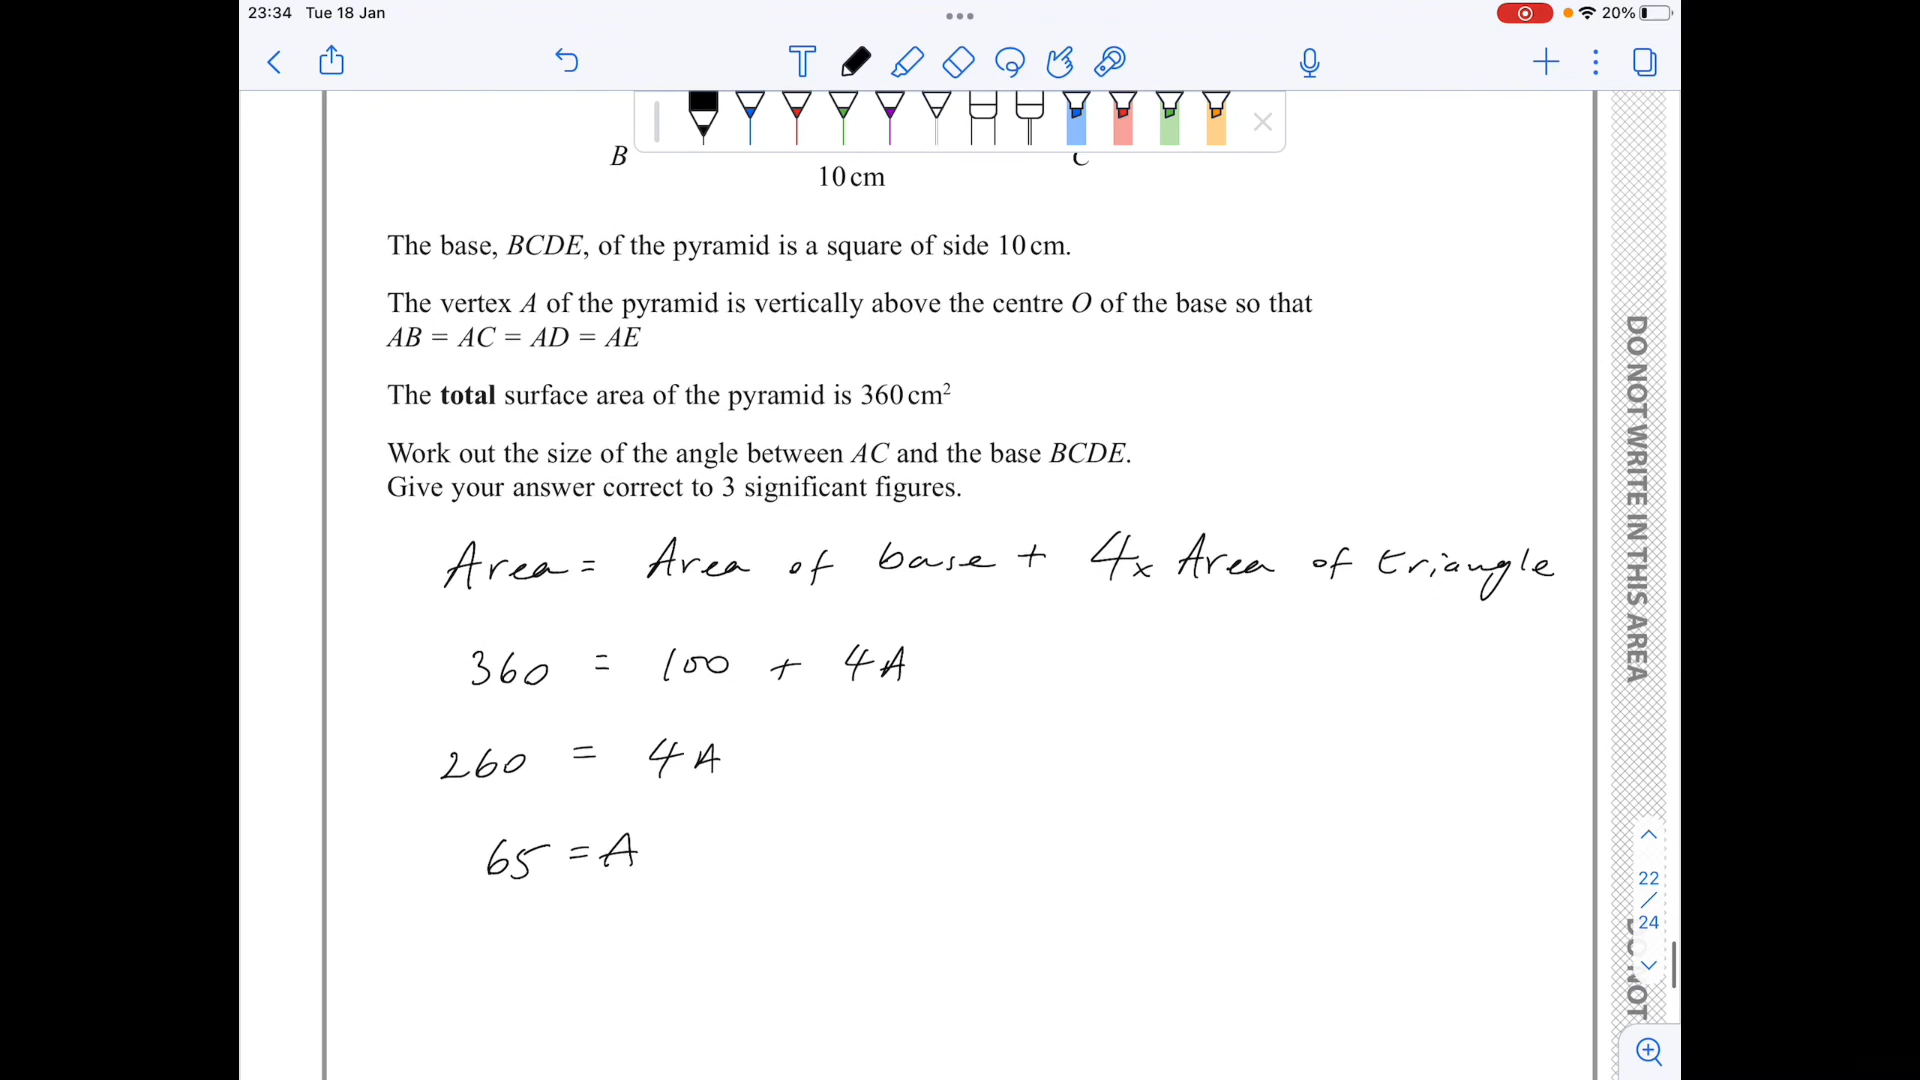 23:34 Tue 18 Jan
20%
T
B
C
10 cm
The base, BCDE, of the pyramid is a square of side 10 cm.
The vertex A of the pyramid is vertically above the centre O of the base so that
AB = AC = AD = AE
The total surface area of the pyramid is 360 cm²
Work out the size of the angle between AC and the base BCDE.
Give your answer correct to 3 significant figures.
Area = Area of base + 4x Area of triangle
360 = 100 + 4A
260 = 4A
65 = A
DO NOT WRITE IN THIS AREA
22
/
24